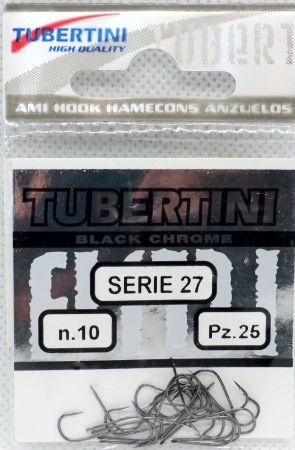 TUBERTINI
HIGH QUALITY
AMI HOOK HAMECONS ANZUELOS
TUBERTINI
BLACK CHROME
SERIE 27
n.10
Pz.25